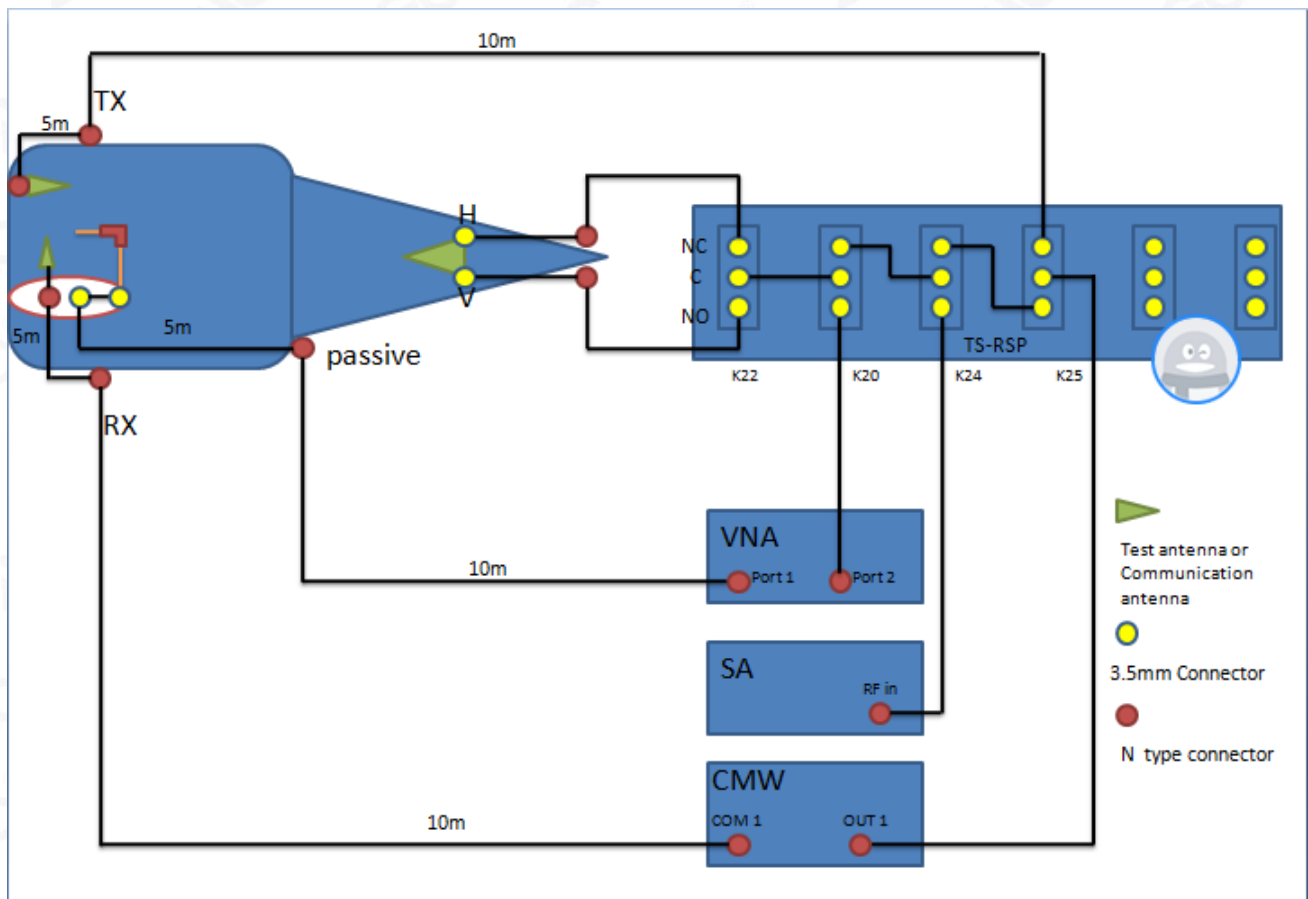 10m
TX
5m
H
NC
C
V
NO
5m
5m
passive
TS-RSP
K22
K20
K24
K25
RX
VNA
Port 1
Port 2
10m
Test antenna or
Communication
antenna
SA
RF in
3.5mm Connector
N type connector
CMW
COM 1
OUT 1
10m